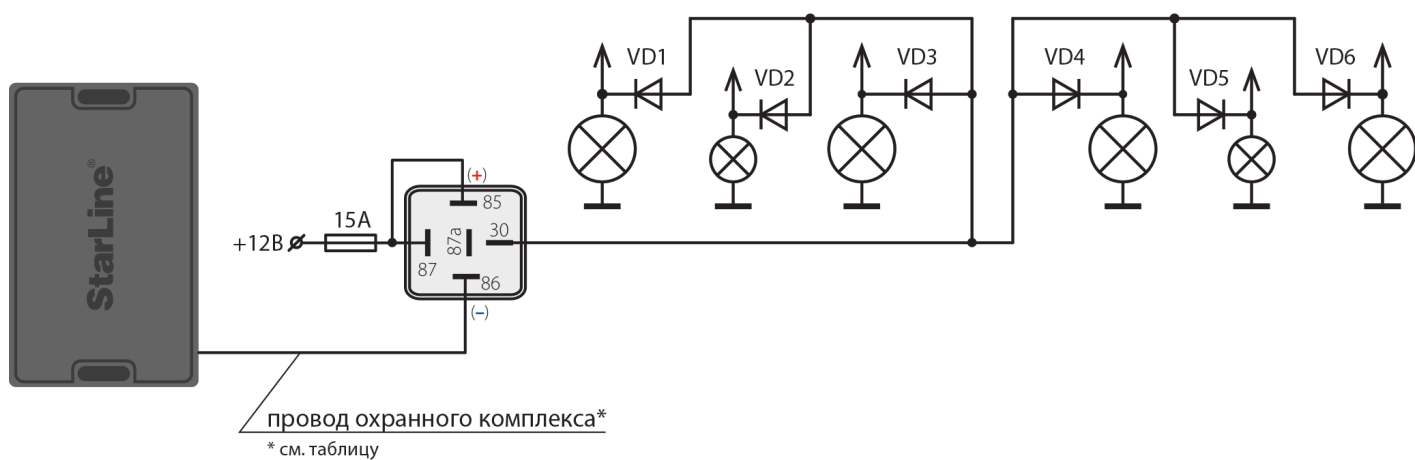 VD1
VD2
VD3
VD4
VD5
VD6
StarLine®
(+)
85
15А
+12В
87a
30
87
86
(–)
провод охранного комплекса*
* см. таблицу